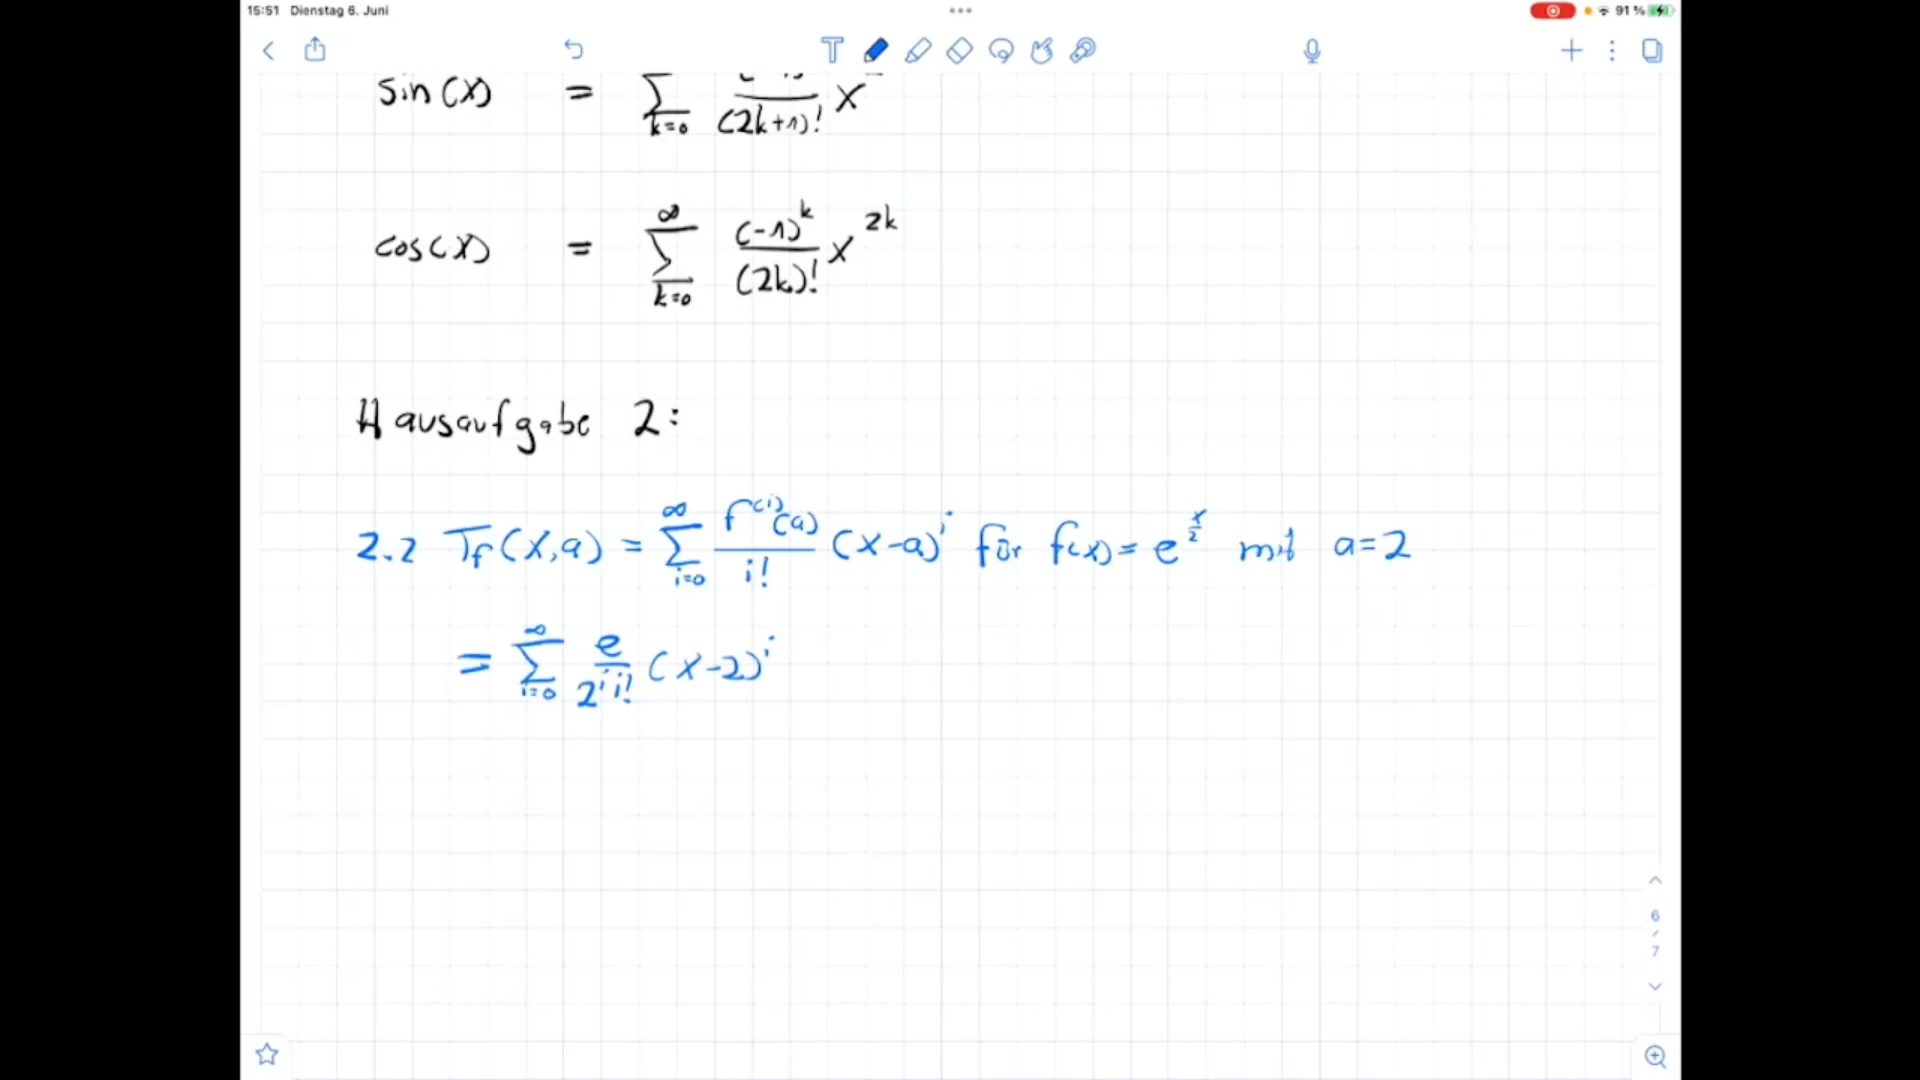 15:51 Dienstag 6. Juni 91 %
sin(x) = ∑ k=0 (2k+1)! x
cos(x) = ∑ k=0 ∞ (-1)^k / (2k)! x^2k
Hausaufgabe 2:
2.2 Tf(x,a) = ∑ i=0 ∞ f^(i)(a) / i! (x-a)^i für f(x) = e^(x/2) mit a=2
= ∑ i=0 ∞ e / 2^i i! (x-2)^i
6
/
7